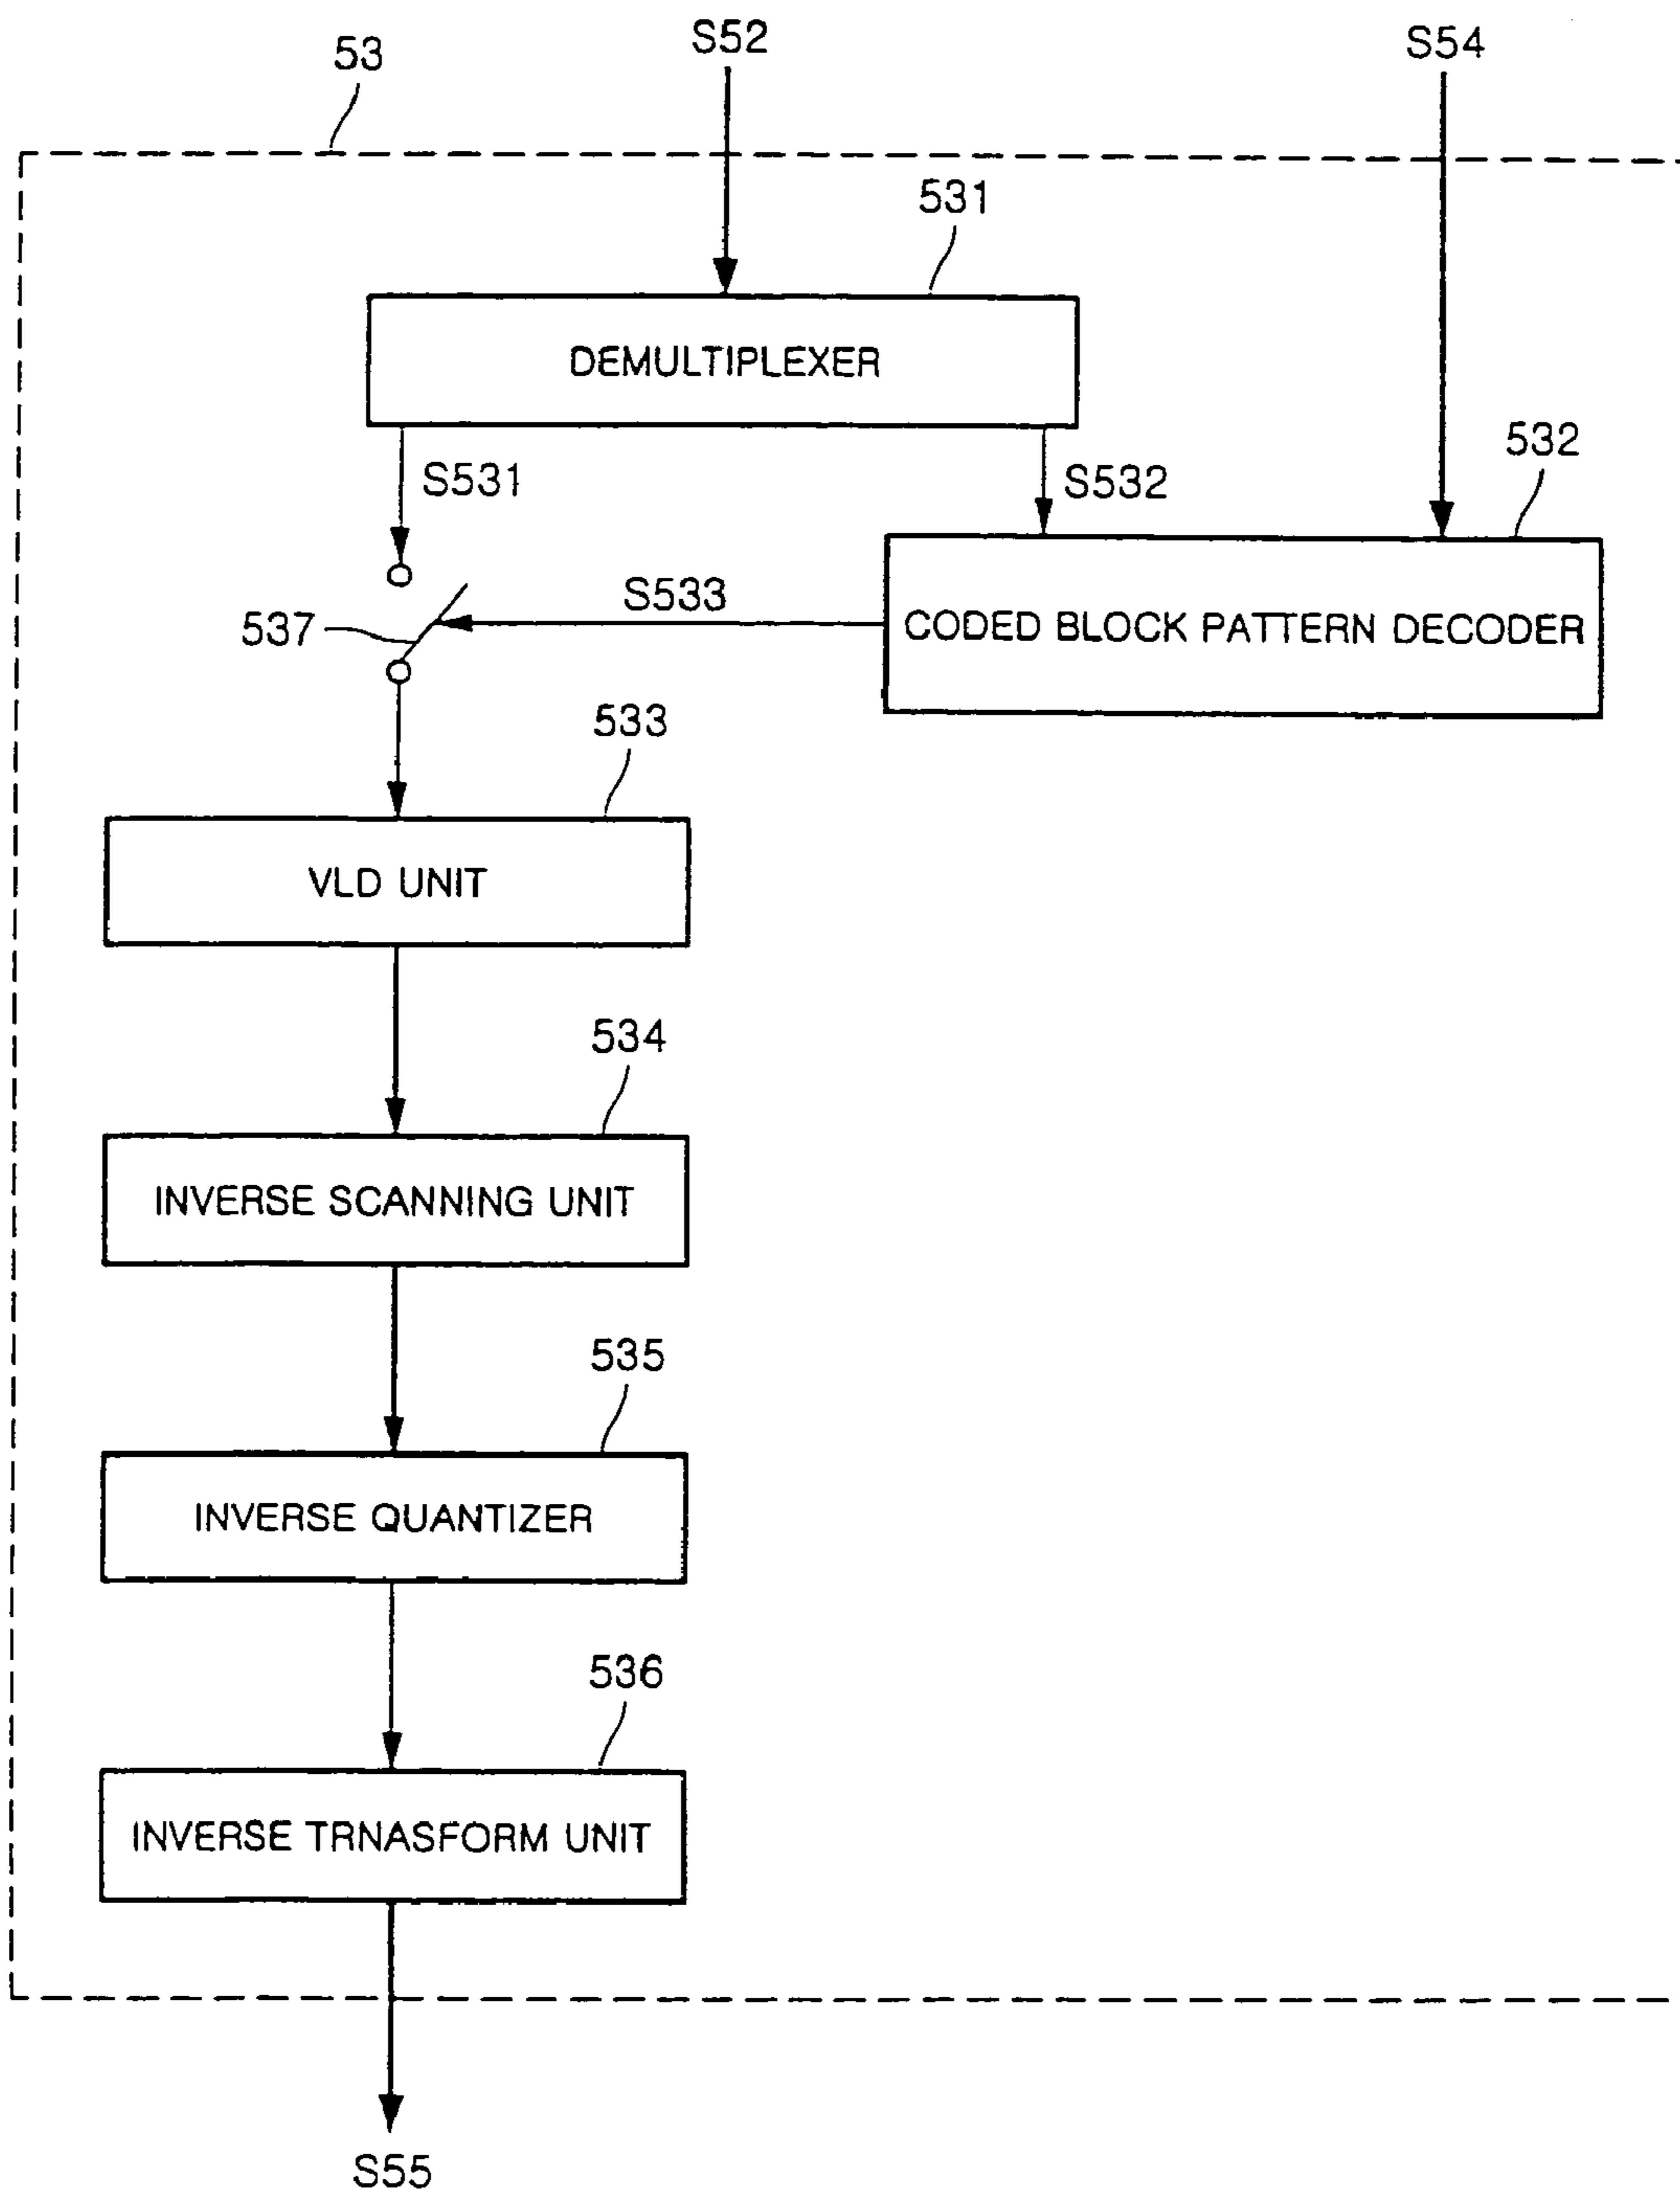 S52
S54
53
531
DEMULTIPLEXER
532
S531
S532
S533
CODED BLOCK PATTERN DECODER
537
533
VLD UNIT
534
INVERSE SCANNING UNIT
535
INVERSE QUANTIZER
536
INVERSE TRNASFORM UNIT
S55